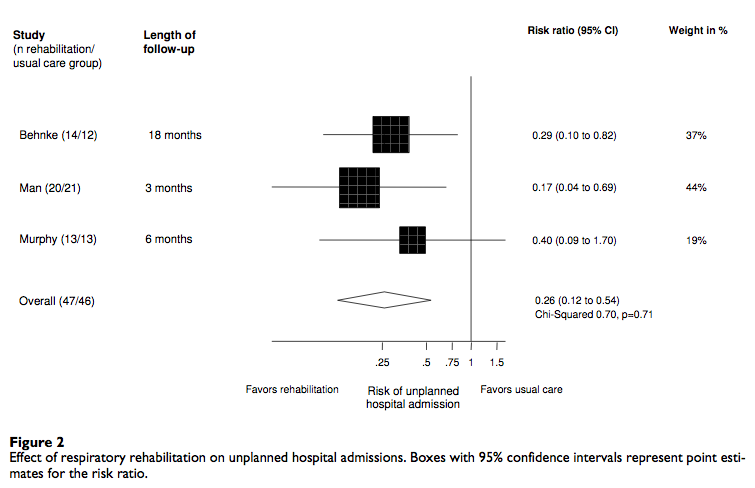 Study
(n rehabilitation/
usual care group)
Length of
follow-up
Risk ratio (95% CI)
Weight in %
Behnke (14/12) 18 months 0.29 (0.10 to 0.82) 37%
Man (20/21) 3 months 0.17 (0.04 to 0.69) 44%
Murphy (13/13) 6 months 0.40 (0.09 to 1.70) 19%
Overall (47/46) 0.26 (0.12 to 0.54)
Chi-Squared 0.70, p=0.71
.25 .5 .75 1 1.5
Favors rehabilitation
Risk of unplanned
hospital admission
Favors usual care
Figure 2
Effect of respiratory rehabilitation on unplanned hospital admissions. Boxes with 95% confidence intervals represent point esti-
mates for the risk ratio.